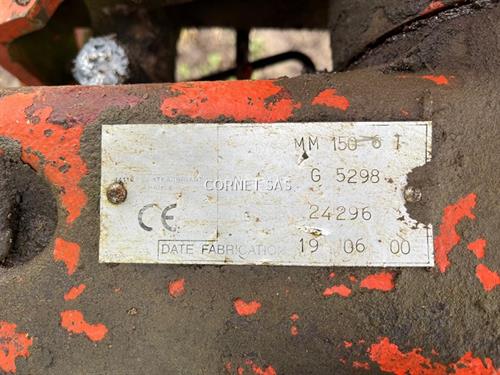 MM 150-6 T
G 5298
CORNET SAS
24296
CE
DATE FABRICATION 19 06 00